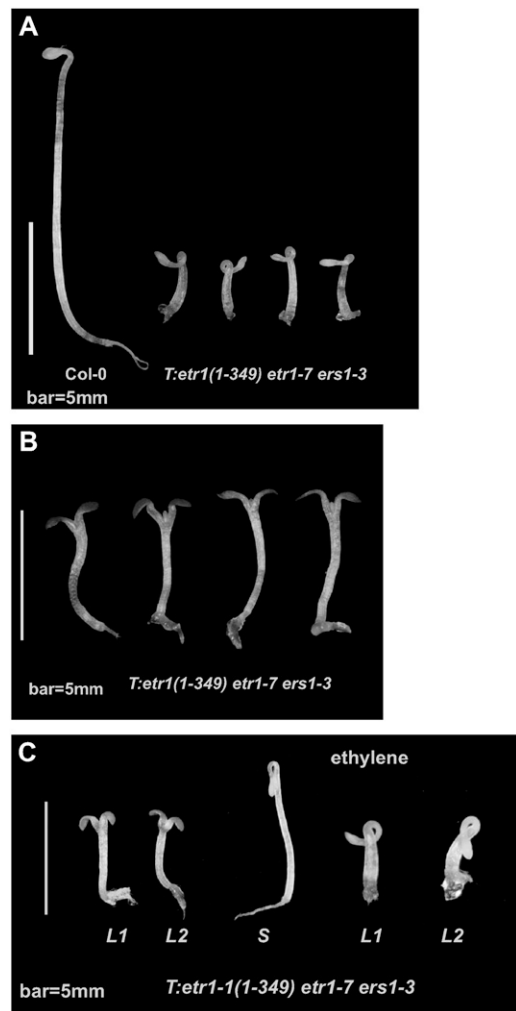 A
Col-0 T:etr1(1-349) etr1-7 ers1-3
bar=5mm
B
bar=5mm T:etr1(1-349) etr1-7 ers1-3
C
ethylene
L1 L2 S L1 L2
T:etr1-1(1-349) etr1-7 ers1-3
bar=5mm